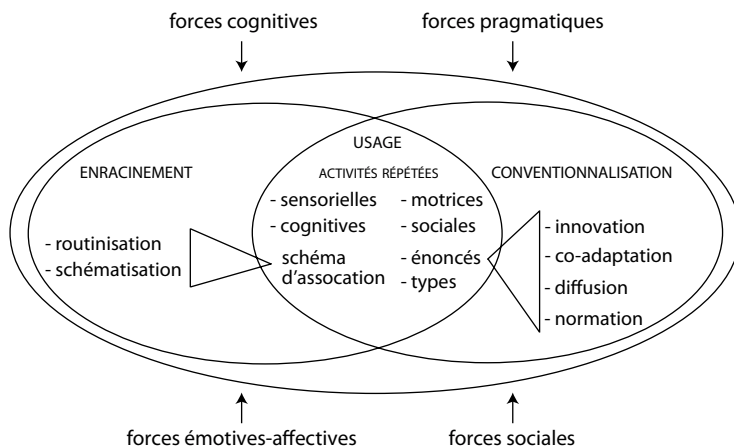 forces cognitives
forces pragmatiques
USAGE
ENRACINEMENT
ACTIVITÉS RÉPÉTÉES
CONVENTIONNALISATION
- sensorielles
- cognitives
schéma
d'assocation
- motrices
- sociales
- énoncés
- types
- routinisation
- schématisation
- innovation
- co-adaptation
- diffusion
- normation
forces émotives-affectives
forces sociales